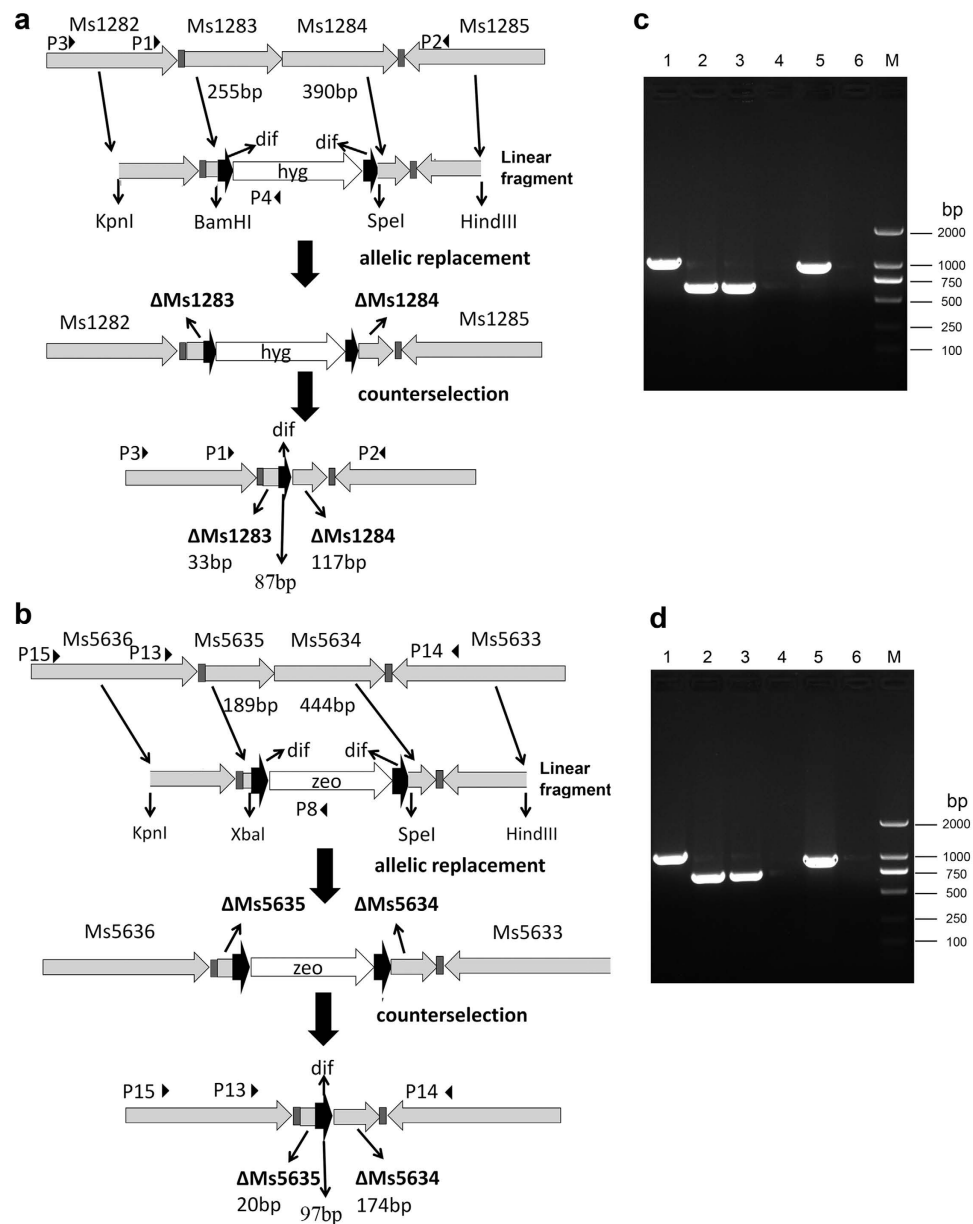 a
Ms1282 Ms1283 Ms1284 Ms1285
P3 P1 P2
255bp 390bp
dif dif
hyg
Linear
fragment
P4
KpnI BamHI SpeI HindIII
allelic replacement
ΔMs1283 ΔMs1284
Ms1282 Ms1285
hyg
counterselection
dif
P3 P1 P2
ΔMs1283 ΔMs1284
33bp 117bp
87bp
b
Ms5636 Ms5635 Ms5634 Ms5633
P15 P13 P14
189bp 444bp
dif dif
zeo
Linear
fragment
P8
KpnI XbaI SpeI HindIII
allelic replacement
ΔMs5635 ΔMs5634
Ms5636 Ms5633
zeo
counterselection
dif
P15 P13 P14
ΔMs5635 ΔMs5634
20bp 174bp
97bp
c
1 2 3 4 5 6 M
bp
2000
1000
750
500
250
100
d
1 2 3 4 5 6 M
bp
2000
1000
750
500
250
100